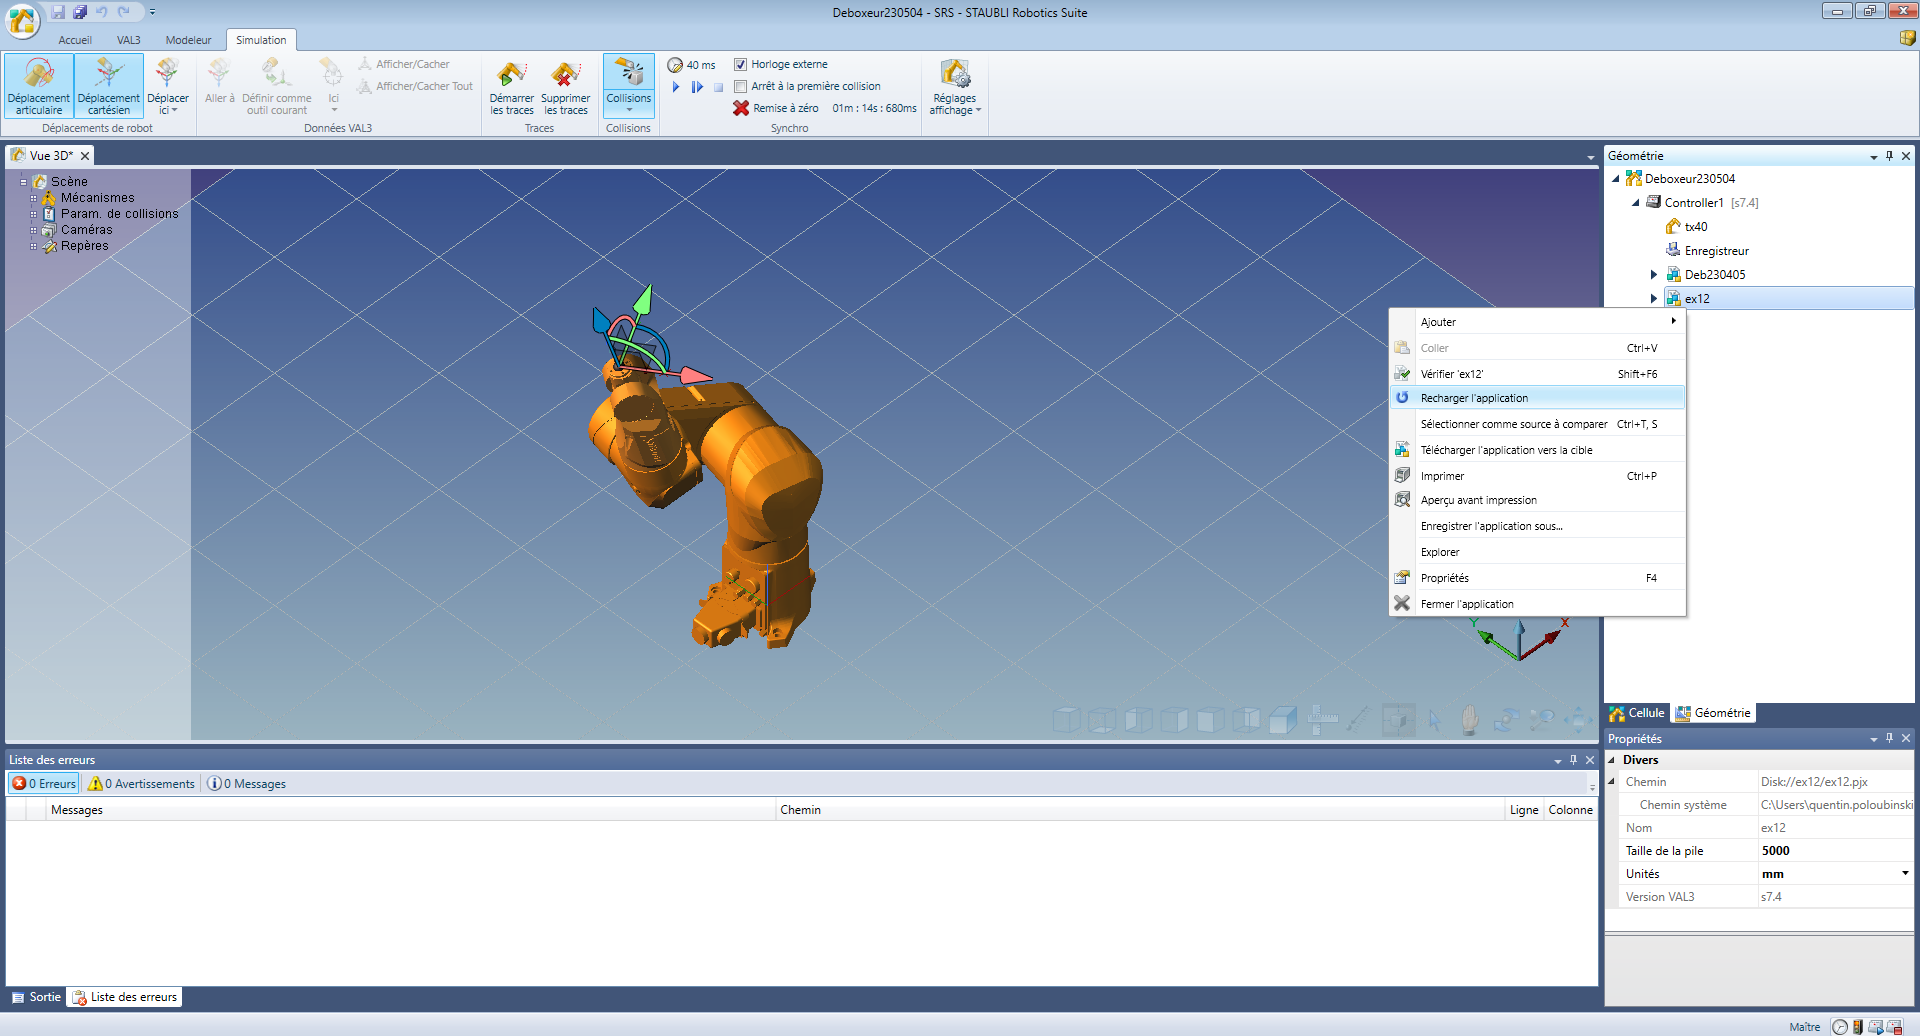 Deboxeur230504 - SRS - STAUBLI Robotics Suite
Accueil VAL3 Modeleur Simulation
Déplacement articulaire
Déplacement cartésien
Déplacer ici
Déplacements de robot
Aller à
Définir comme outil courant
Ici
Afficher/Cacher
Afficher/Cacher Tout
Données VAL3
Démarrer les traces
Supprimer les traces
Traces
Collisions
Collisions
40 ms
Horloge externe
Arrêt à la première collision
Remise à zéro 01m : 14s : 680ms
Synchro
Réglages affichage
Vue 3D*
Scène
Mécanismes
Param. de collisions
Caméras
Repères
Y
X
Géométrie
Deboxeur230504
Controller1 [s7.4]
tx40
Enregistreur
Deb230405
ex12
Ajouter
Coller Ctrl+V
Vérifier 'ex12' Shift+F6
Recharger l'application
Sélectionner comme source à comparer Ctrl+T, S
Télécharger l'application vers la cible
Imprimer Ctrl+P
Aperçu avant impression
Enregistrer l'application sous...
Explorer
Propriétés F4
Fermer l'application
Cellule Géométrie
Propriétés
Divers
Chemin Disk://ex12/ex12.pjx
Chemin système C:\Users\quentin.poloubinski
Nom ex12
Taille de la pile 5000
Unités mm
Version VAL3 s7.4
Liste des erreurs
0 Erreurs 0 Avertissements 0 Messages
Messages Chemin Ligne Colonne
Sortie Liste des erreurs
Maître